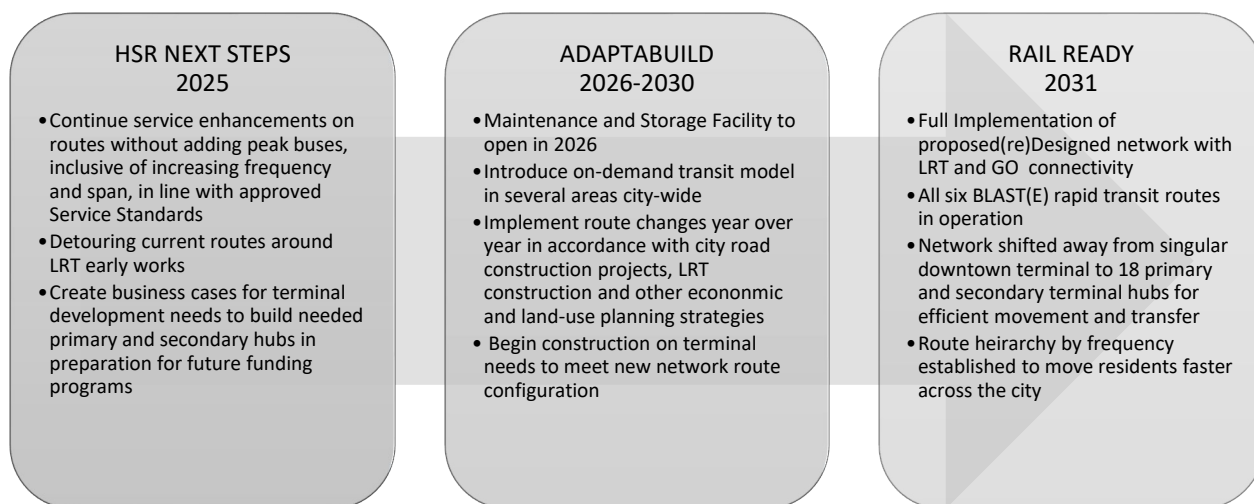 HSR NEXT STEPS
2025
•Continue service enhancements on
routes without adding peak buses,
inclusive of increasing frequency
and span, in line with approved
Service Standards
•Detouring current routes around
LRT early works
•Create business cases for terminal
development needs to build needed
primary and secondary hubs in
preparation for future funding
programs
ADAPTABUILD
2026-2030
•Maintenance and Storage Facility to
open in 2026
•Introduce on-demand transit model
in several areas city-wide
•Implement route changes year over
year in accordance with city road
construction projects, LRT
construction and other econonmic
and land-use planning strategies
• Begin construction on terminal
needs to meet new network route
configuration
RAIL READY
2031
•Full Implementation of
proposed(re)Designed network with
LRT and GO  connectivity
•All six BLAST(E) rapid transit routes
in operation
•Network shifted away from singular
downtown terminal to 18 primary
and secondary terminal hubs for
efficient movement and transfer
•Route heirarchy by frequency
established to move residents faster
across the city